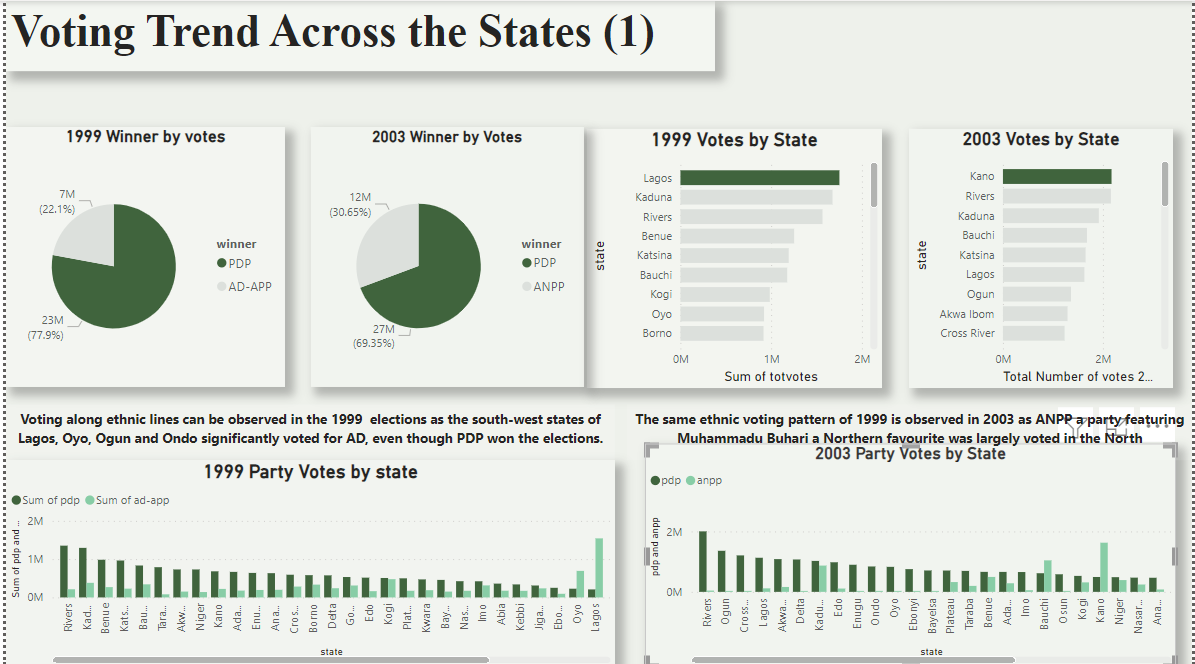 Voting Trend Across the States (1)
1999 Winner by votes
7M
(22.1%)
23M
(77.9%)
winner
PDP
AD-APP
2003 Winner by Votes
12M
(30.65%)
27M
(69.35%)
winner
PDP
ANPP
1999 Votes by State
state
Lagos
Kaduna
Rivers
Benue
Katsina
Bauchi
Kogi
Oyo
Borno
0M 1M 2M
Sum of totvotes
2003 Votes by State
state
Kano
Rivers
Kaduna
Bauchi
Katsina
Lagos
Ogun
Akwa Ibom
Cross River
0M 2M
Total Number of votes 2...
Voting along ethnic lines can be observed in the 1999 elections as the south-west states of
Lagos, Oyo, Ogun and Ondo significantly voted for AD, even though PDP won the elections.
The same ethnic voting pattern of 1999 is observed in 2003 as ANPP a party featuring
Muhammadu Buhari a Northern favourite was largely voted in the North
1999 Party Votes by state
Sum of pdp Sum of ad-app
Sum of pdp and ...
2M
1M
0M
Rivers
Kad...
Benue
Kats...
Bau...
Tara...
Akw...
Niger
Kano
Ada...
Enu...
Ana...
Cros...
Borno
Delta
Go...
Edo
Kogi
Plat...
Kwara
Bay...
Nas...
Imo
Abia
Kebbi
Jiga...
Ebo...
Oyo
Lagos
state
2003 Party Votes by State
pdp anpp
pdp and anpp
2M
0M
Rivers
Ogun
Cross...
Lagos
Akwa...
Delta
Kadu...
Edo
Enugu
Ondo
Oyo
Ebonyi
Bayelsa
Plateau
Taraba
Benue
Ada...
Imo
Bauchi
Osun
Kogi
Kano
Niger
Nasar...
Ana...
state